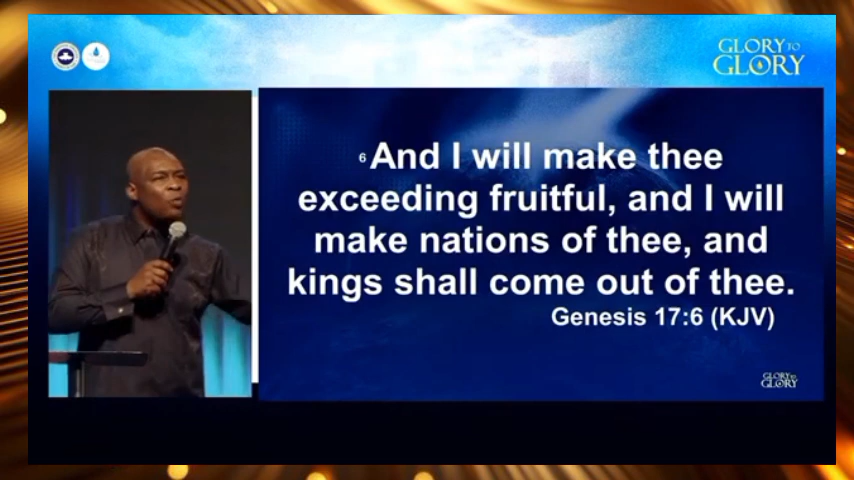 GLORY TO
GLORY
6 And I will make thee
exceeding fruitful, and I will
make nations of thee, and
kings shall come out of thee.
Genesis 17:6 (KJV)
GLORY TO
GLORY